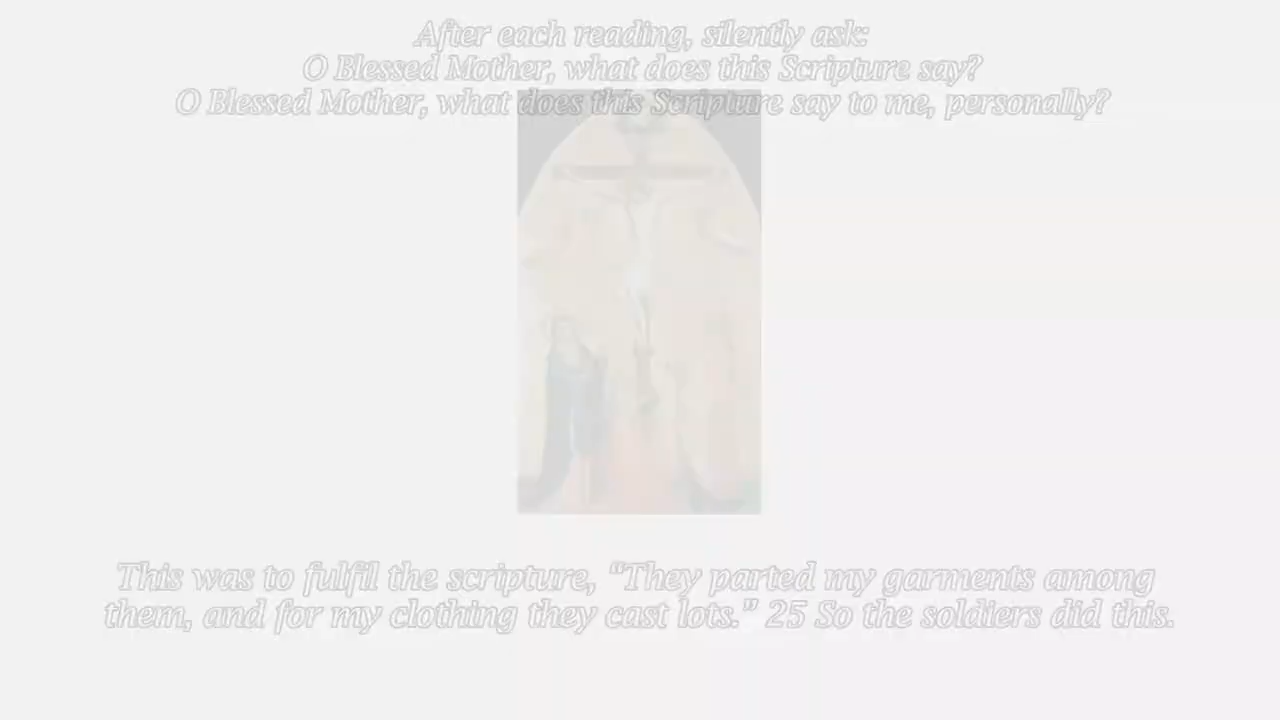 After each reading, silently ask:
O Blessed Mother, what does this Scripture say?
O Blessed Mother, what does this Scripture say to me, personally?
This was to fulfil the scripture, “They parted my garments among
them, and for my clothing they cast lots.” 25 So the soldiers did this.